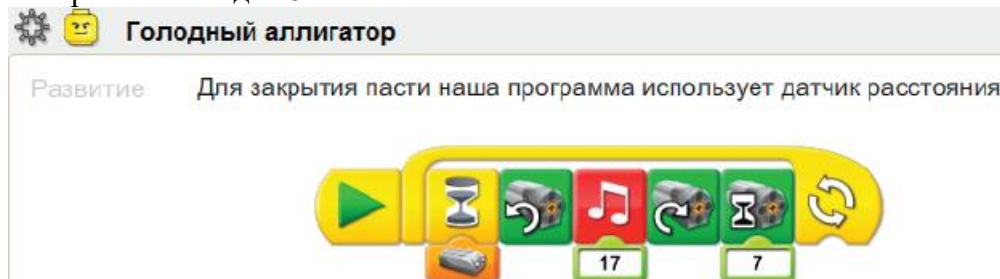 Голодный аллигатор
Развитие Для закрытия пасти наша программа использует датчик расстояния
17 7